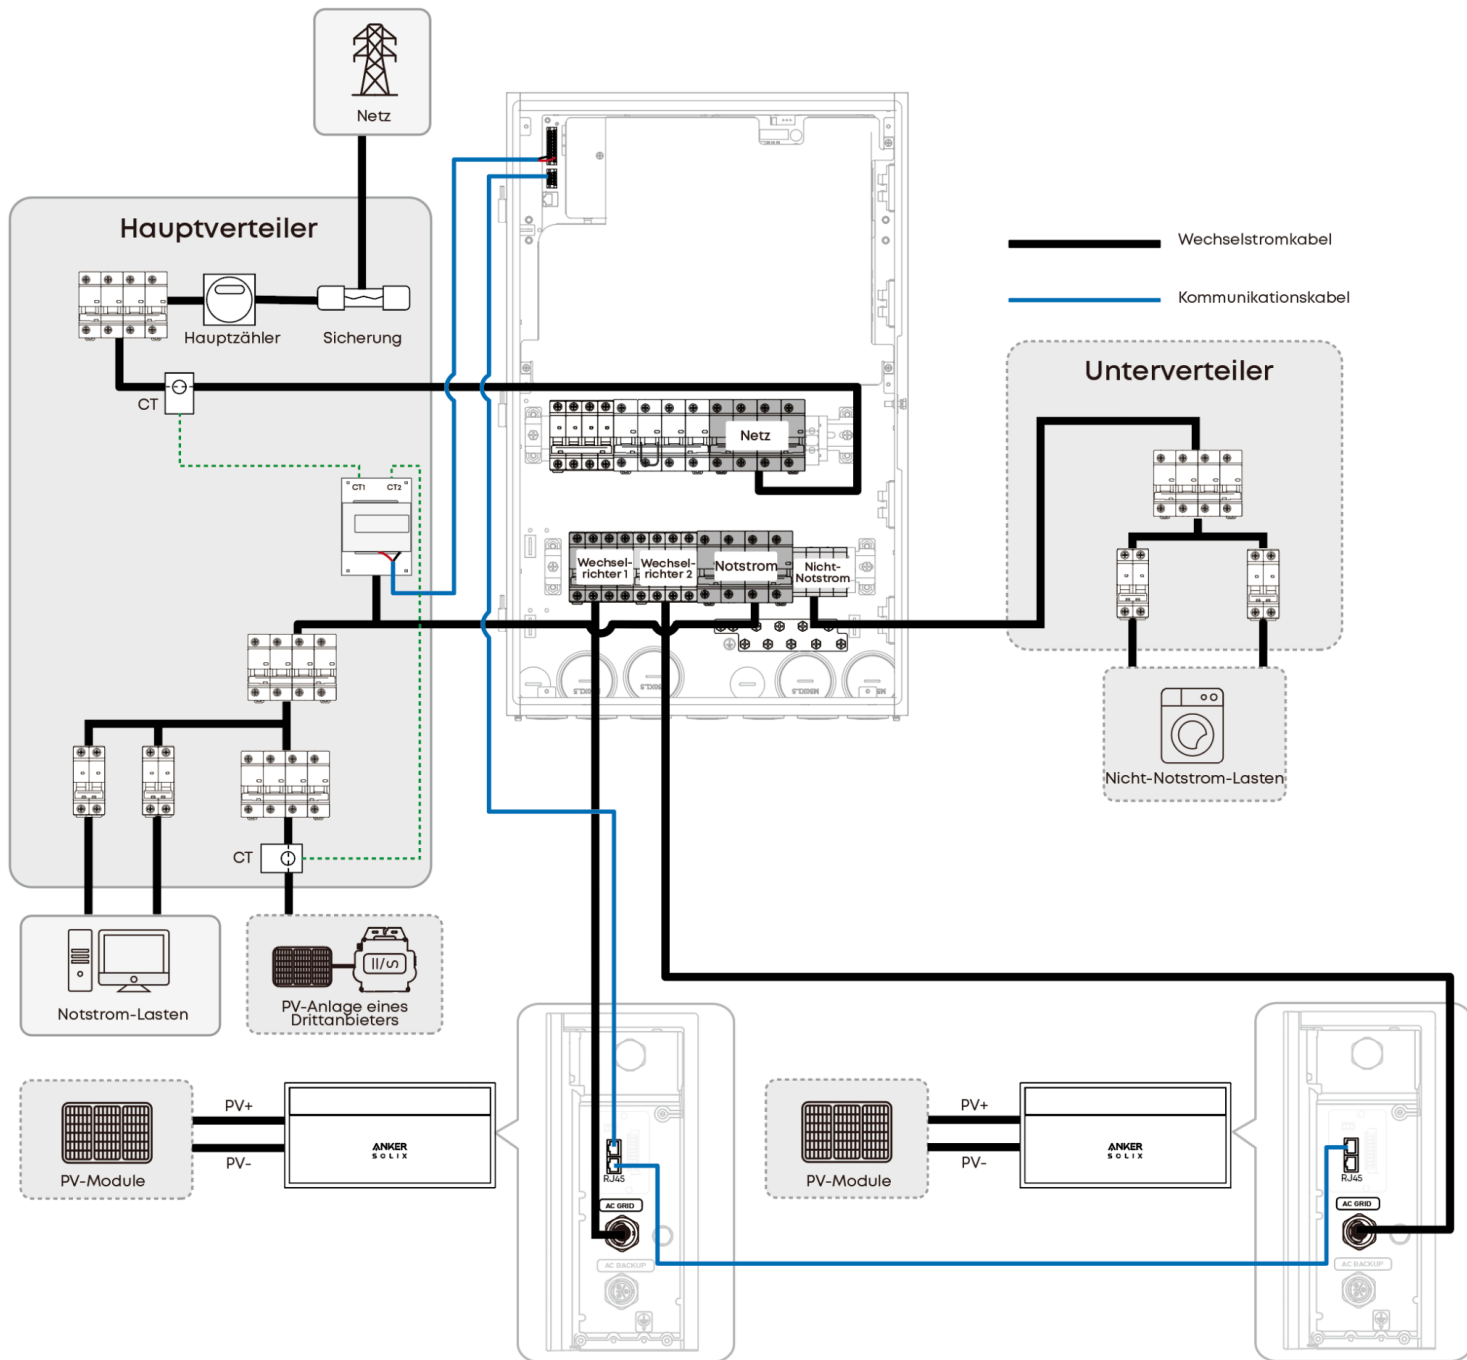 Netz
Hauptverteiler
Hauptzähler
Sicherung
CT
CT1
CT2
CT
Notstrom-Lasten
PV-Anlage eines
Drittanbieters
Netz
Wechsel-
richter 1
Wechsel-
richter 2
Notstrom
Nicht-
Notstrom
Wechselstromkabel
Kommunikationskabel
Unterverteiler
Nicht-Notstrom-Lasten
PV-Module
PV+
PV-
ANKER
SOLIX
RJ45
AC GRID
AC BACKUP
PV-Module
PV+
PV-
ANKER
SOLIX
RJ45
AC GRID
AC BACKUP